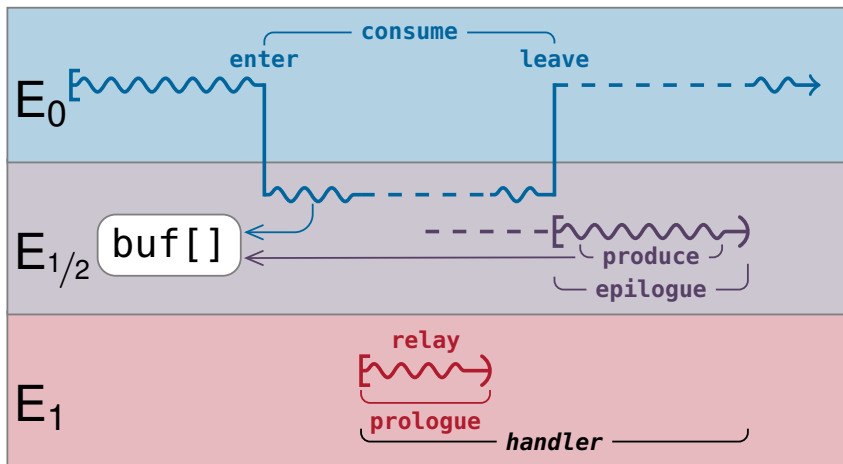 consume
enter
leave
E0
E1/2
buf[]
produce
epilogue
relay
E1
prologue
handler